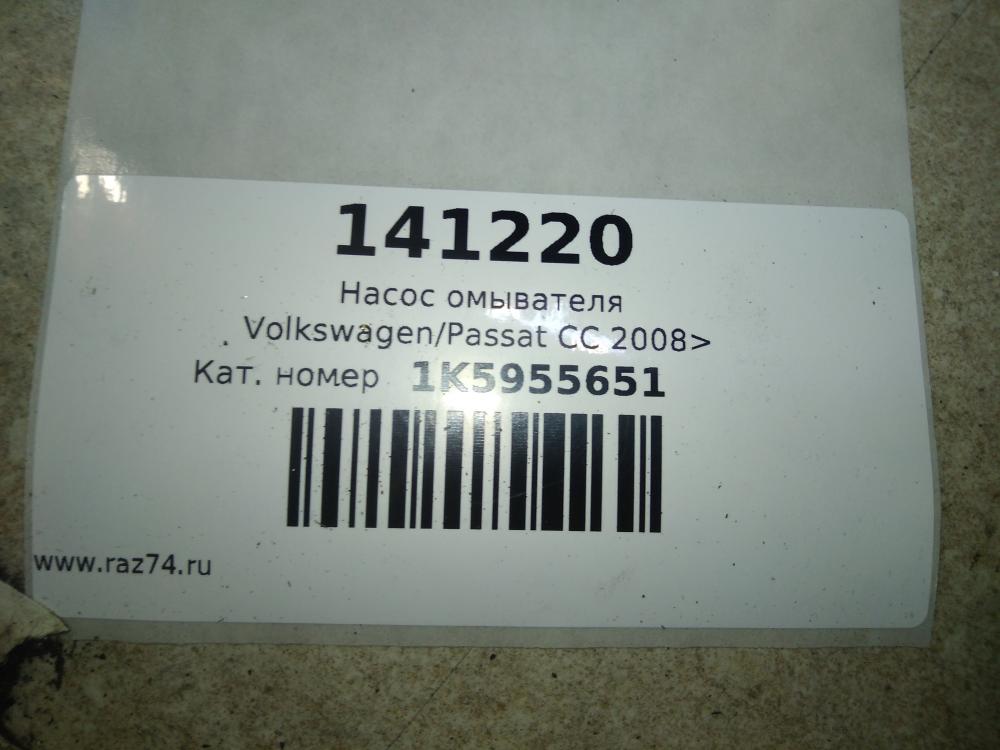 141220
Насос омывателя
Volkswagen/Passat CC 2008>
Кат. номер 1K5955651
www.raz74.ru